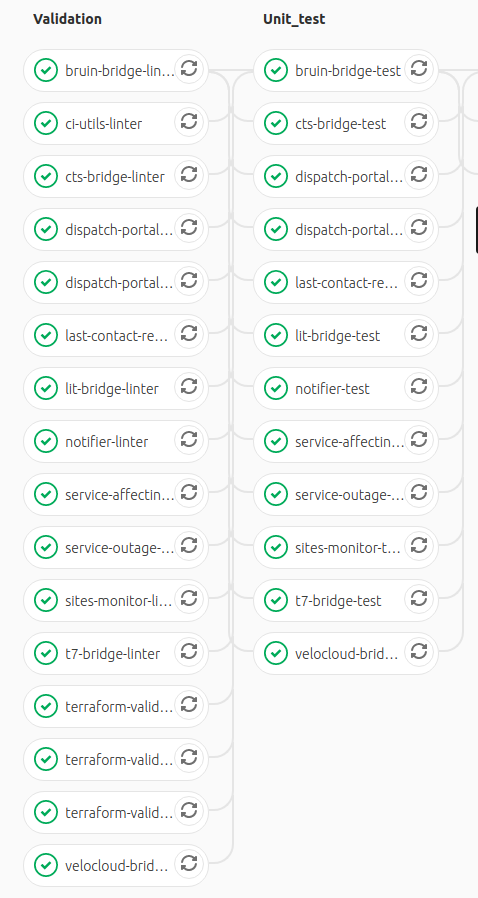 Validation
bruin-bridge-lin...
ci-utils-linter
cts-bridge-linter
dispatch-portal...
dispatch-portal...
last-contact-re...
lit-bridge-linter
notifier-linter
service-affectin...
service-outage-...
sites-monitor-li...
t7-bridge-linter
terraform-valid...
terraform-valid...
terraform-valid...
velocloud-brid...
Unit_test
bruin-bridge-test
cts-bridge-test
dispatch-portal...
dispatch-portal...
last-contact-re...
lit-bridge-test
notifier-test
service-affectin...
service-outage-...
sites-monitor-t...
t7-bridge-test
velocloud-brid...